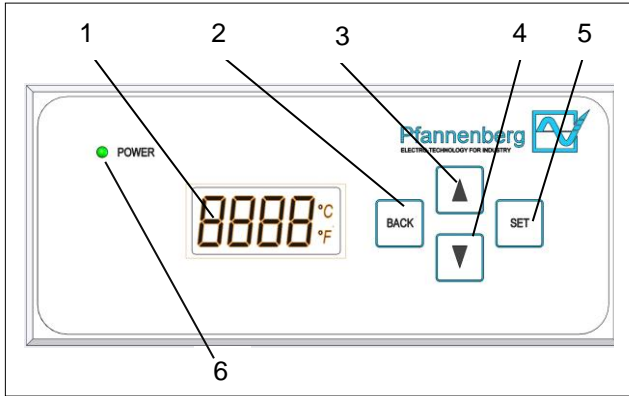 1 2 3 4 5
Pfannenberg
ELECTRO TECHNOLOGY FOR INDUSTRY
POWER
8888 °C
°F
BACK
SET
6